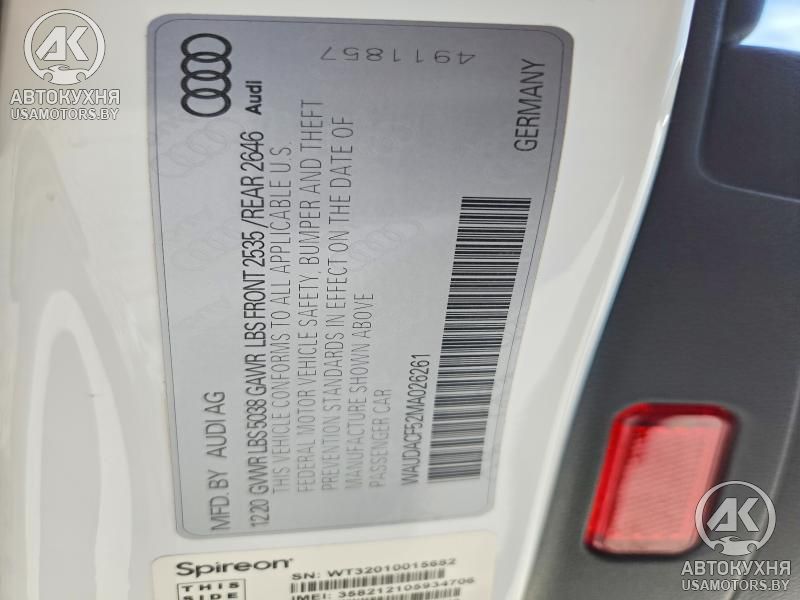 AK
АВТОКУХНЯ
USAMOTORS.BY
4911857
Audi
GERMANY
MFD. BY AUDI AG
12.20 GVWR LBS 5038 GAWR LBS FRONT 2535 /REAR 2646
THIS VEHICLE CONFORMS TO ALL APPLICABLE U.S.
FEDERAL MOTOR VEHICLE SAFETY, BUMPER AND THEFT
PREVENTION STANDARDS IN EFFECT ON THE DATE OF
MANUFACTURE SHOWN ABOVE
PASSENGER CAR
WAUDACF52MA026261
Spireon
SN: WT32010015682
THIS
SIDE
IMEI: 358212105934706
AK
АВТОКУХНЯ
USAMOTORS.BY